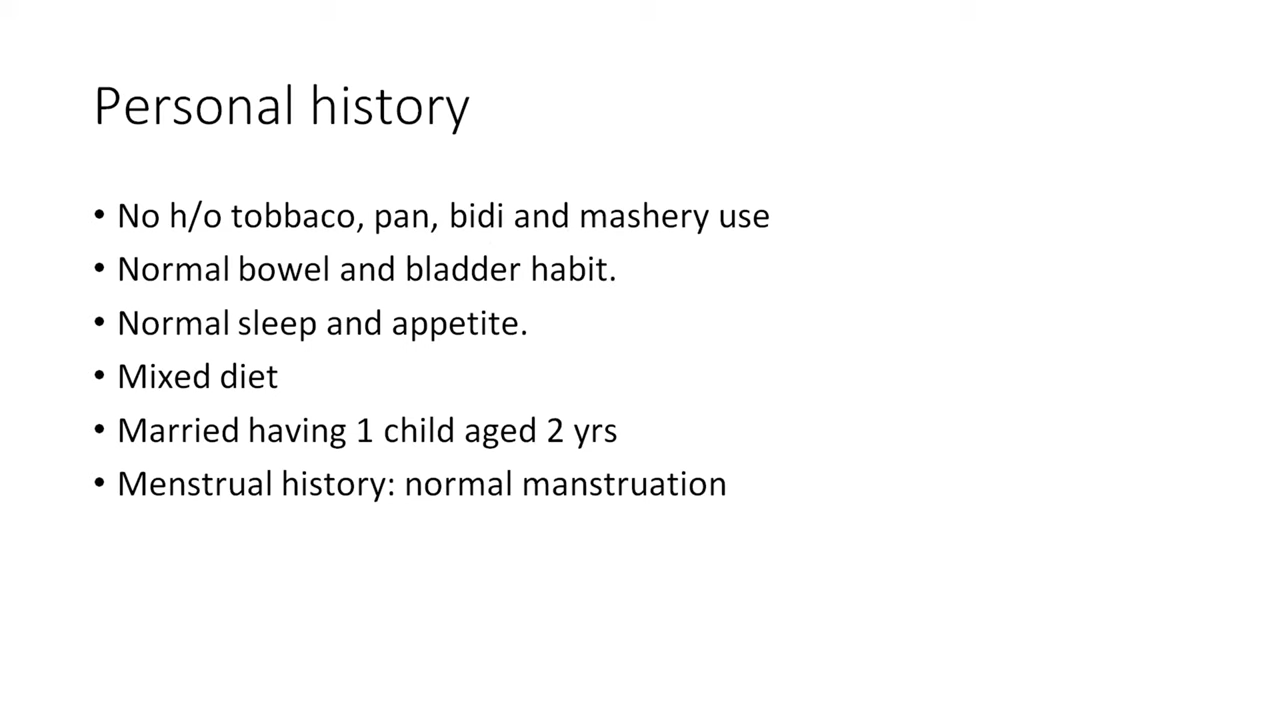 Personal history
• No h/o tobbaco, pan, bidi and mashery use
• Normal bowel and bladder habit.
• Normal sleep and appetite.
• Mixed diet
• Married having 1 child aged 2 yrs
• Menstrual history: normal manstruation